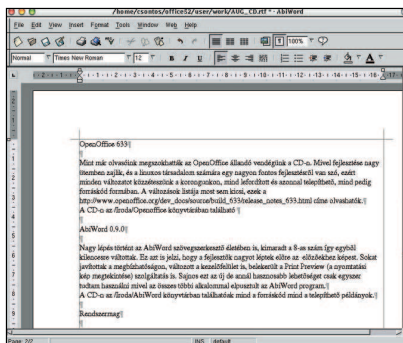 /home/csontos/office52/user/work/AUG_CD.rtf * - AbiWord
File Edit View Insert Format Tools Window Web Help
100%
Normal Times New Roman 12 B I U
OpenOffice 633¶
¶
Mint már olvasóink megszokhatták az OpenOffice állandó vendégünk a CD-n. Mivel fejlesztése nagy
ütemben zajlik, és a linuxos társadalom számára egy nagyon fontos fejlesztésről van szó, ezért
minden változatot közzéteszünk a korongunkon, mind lefordított és azonnal telepíthető, mind pedig
forráskód formában. A változások listája most sem kicsi, ezek a
http://www.openoffice.org/dev_docs/source/build_633/release_notes_633.html címe olvashatók.
A CD-n az /Iroda/Openoffice könyvtárában található ¶
¶
AbiWord 0.9.0¶
¶
Nagy lépés történt az AbiWord szövegszerkesztő életében is, kimaradt a 8-as szám így egyből
kilencesre váltottak. Ez azt is jelzi, hogy a fejlesztők nagyot léptek előre az előzőekhez képest. Sokat
javítottak a megbízhatóságon, változott a kezelőfelület is, belekerült a Print Preview (a nyomtatási
kép megtekintése) szolgáltatás is. Sajnos ezt az új de annál hasznosabb lehetőséget csak egyszer
tudtam használni mivel az összes többi alkalommal elpusztult az AbiWord program.¶
A CD-n az /Iroda/AbiWord könyvtárban találhatóak mind a forráskód mind a telepíthető példányok.¶
¶
Rendszermag¶
Page: 2/2 INS default